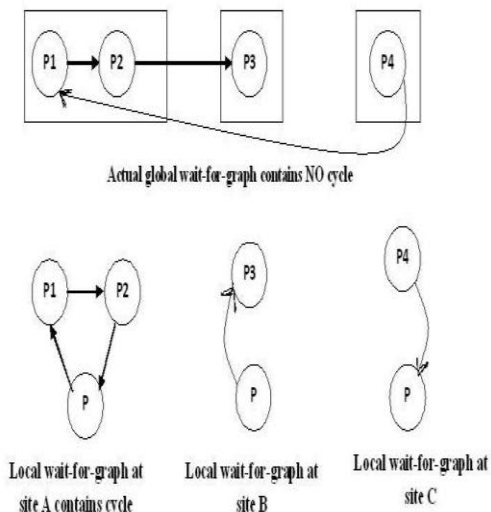 P1 P2 P3 P4
Actual global wait-for-graph contains NO cycle
P1 P2 P3 P4
P P P
Local wait-for-graph at
site A contains cycle
Local wait-for-graph at
site B
Local wait-for-graph at
site C